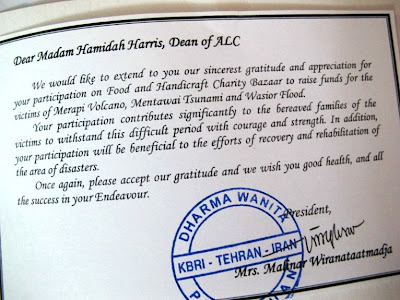 Dear Madam Hamidah Harris, Dean of ALC
We would like to extend to you our sincerest gratitude and appreciation for
your participation on Food and Handicraft Charity Bazaar to raise funds for the
victims of Merapi Volcano, Mentawai Tsunami and Wasior Flood.
Your participation contributes significantly to the bereaved families of the
victims to withstand this difficult period with courage and strength. In addition,
your participation will be beneficial to the efforts of recovery and rehabilitation of
the area of disasters.
Once again, please accept our gratitude and we wish you good health, and all
the success in your Endeavour.
President,
DHARMA WANITA
KBRI - TEHRAN - IRAN
Mrs. Malinar Wiranataatmadja